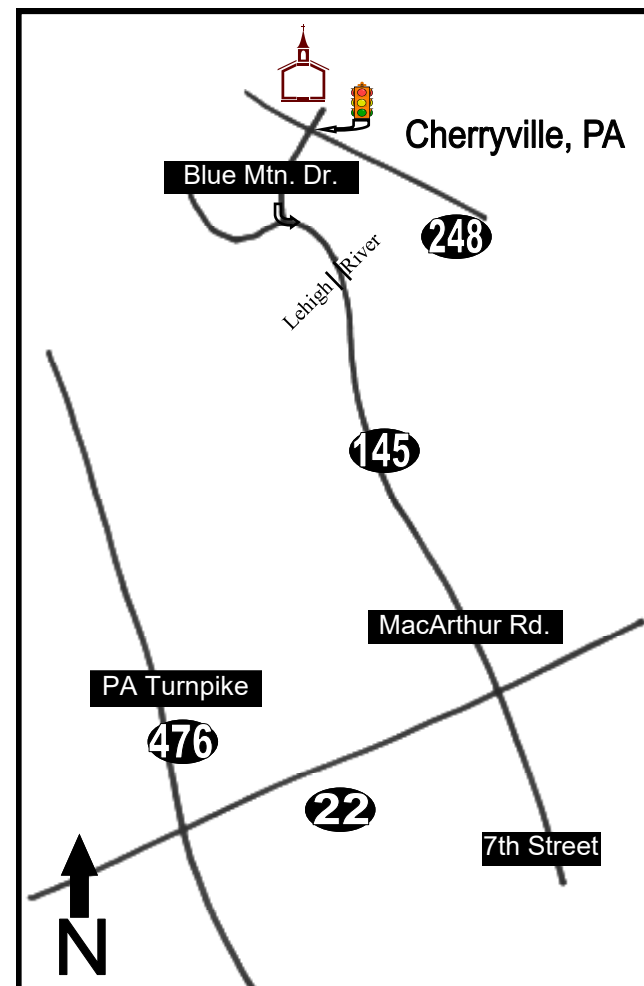 Cherryville, PA
Blue Mtn. Dr.
248
Lehigh River
145
MacArthur Rd.
PA Turnpike
476
22
7th Street
N